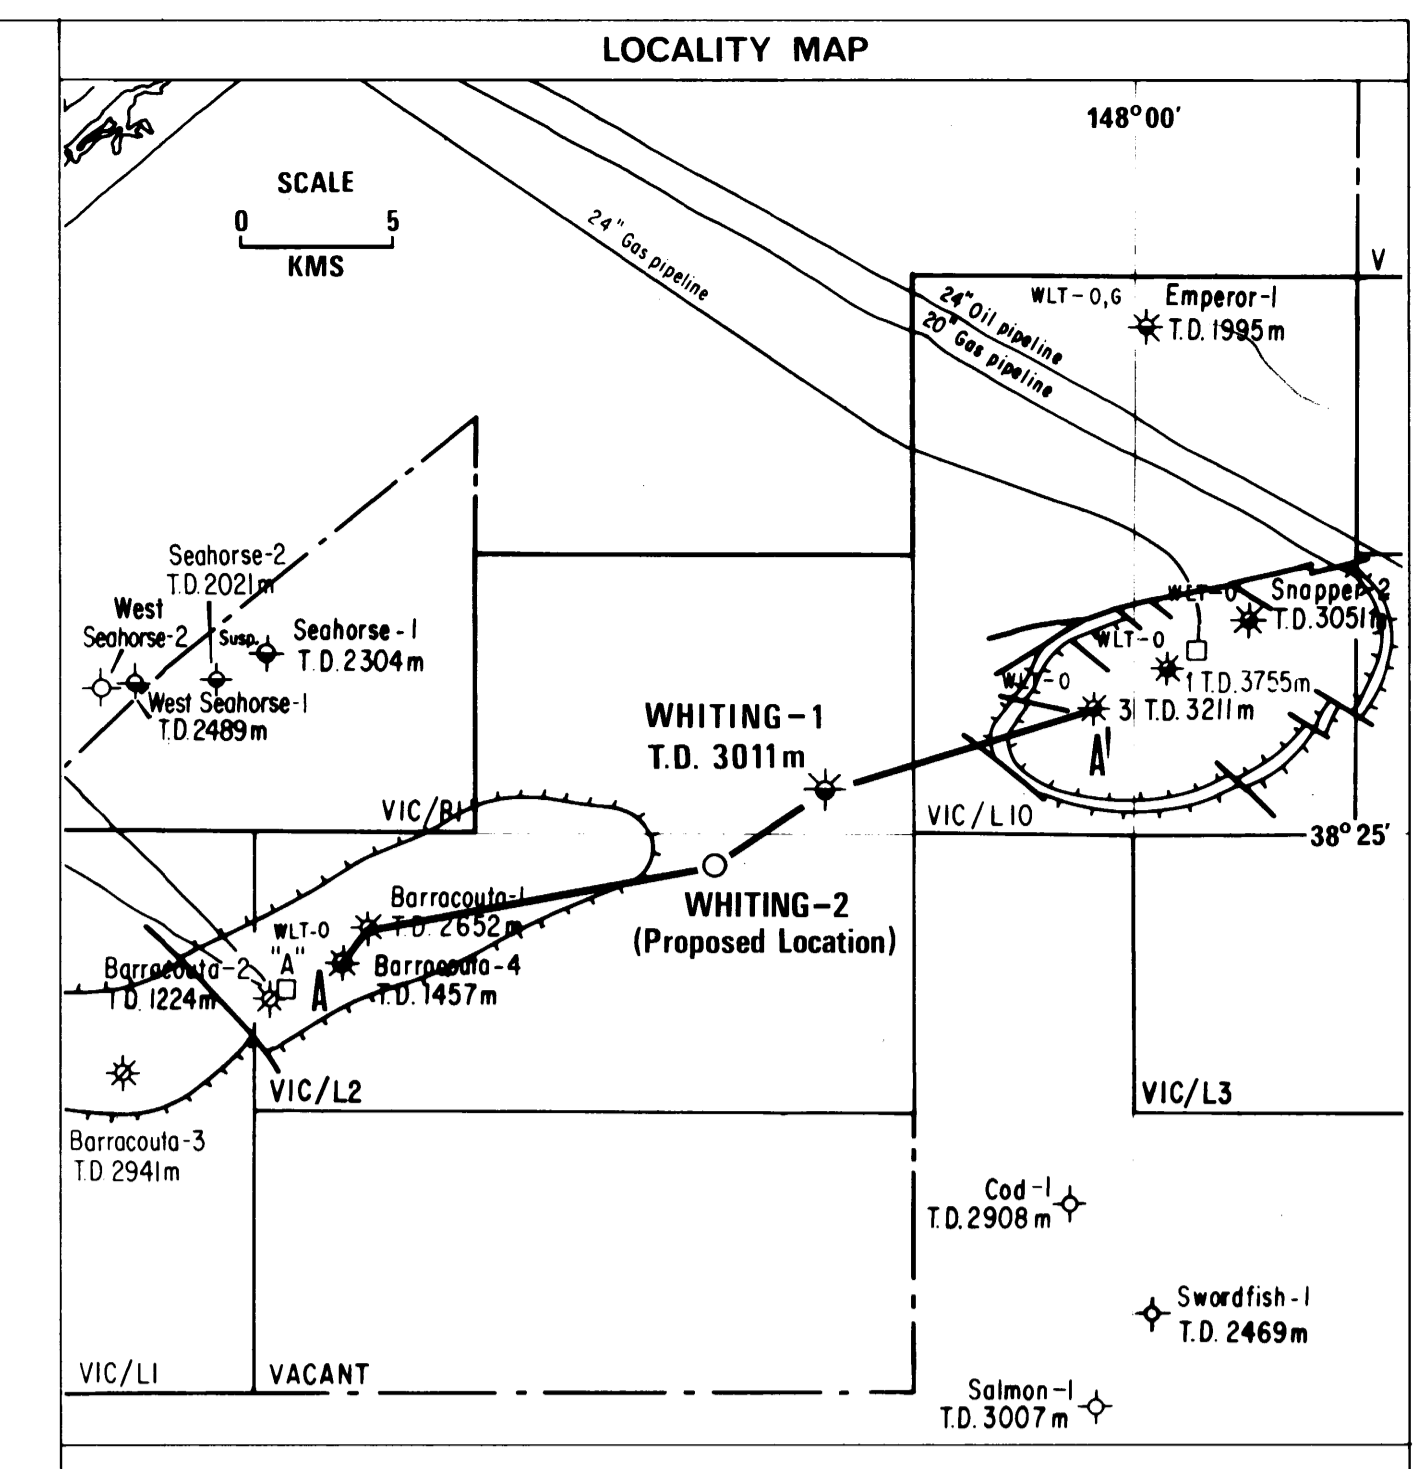 LOCALITY MAP
148°00'
SCALE
0 5
KMS
24" Gas pipeline
V
WLT-O,G
Emperor-1
T.D. 1995m
24" Oil pipeline
20" Gas pipeline
Seahorse-2
T.D. 2021m
West
Seahorse-2
Susp.
Seahorse-1
T.D. 2304m
West Seahorse-1
T.D. 2489m
WLT-O
Snapper-2
T.D. 3051m
WLT-O
1 T.D. 3755m
WLT-O
3 T.D. 3211m
A'
WHITING-1
T.D. 3011m
VIC/P1
VIC/L10
38°25'
WHITING-2
(Proposed Location)
Barracouta-1
T.D. 2652m
WLT-O
"A"
Barracouta-2
T.D. 1224m
A
Barracouta-4
T.D. 1457m
VIC/L2
VIC/L3
Barracouta-3
T.D. 2941m
Cod-1
T.D. 2908m
Swordfish-1
T.D. 2469m
VIC/L1
VACANT
Salmon-1
T.D. 3007m